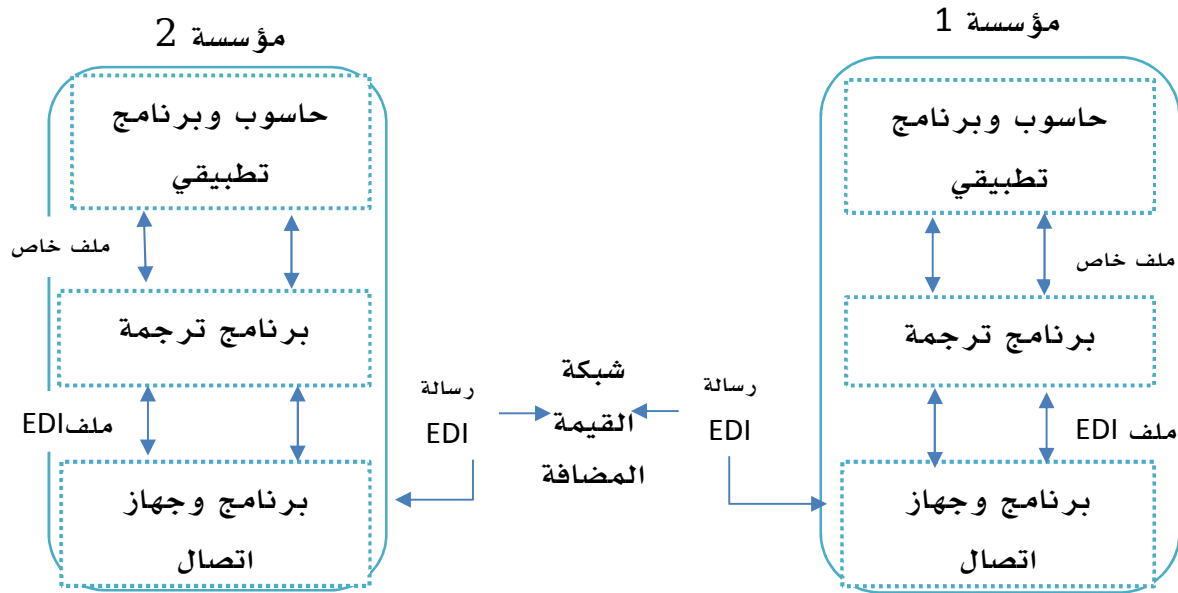 مؤسسة 1
حاسوب وبرنامج
تطبيقي
ملف خاص
برنامج ترجمة
ملف EDI
برنامج وجهاز
اتصال
رسالة
EDI
شبكة
القيمة
المضافة
رسالة
EDI
مؤسسة 2
حاسوب وبرنامج
تطبيقي
ملف خاص
برنامج ترجمة
ملفEDI
برنامج وجهاز
اتصال